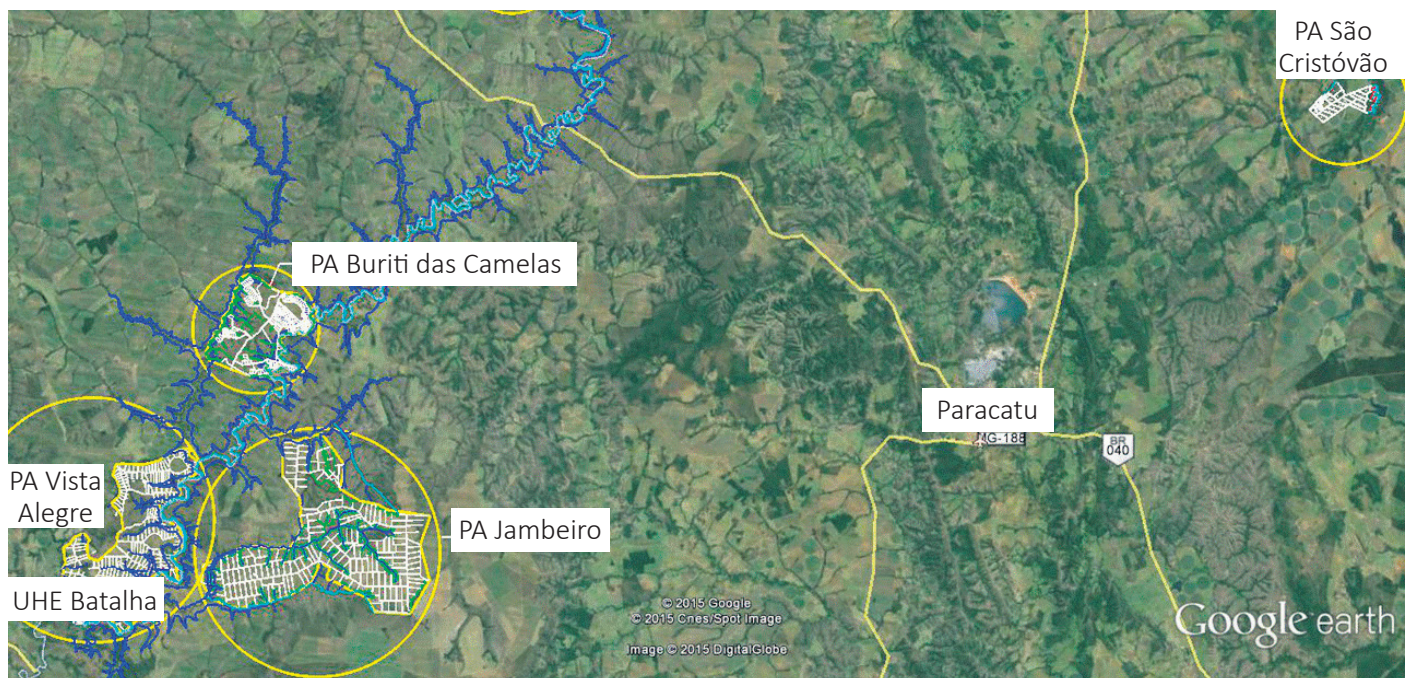 PA São
Cristóvão
PA Buriti das Camelas
Paracatu
MG-188
BR
040
PA Vista
Alegre
PA Jambeiro
UHE Batalha
© 2015 Google
© 2015 Cnes/Spot Image
Image © 2015 DigitalGlobe
Google earth